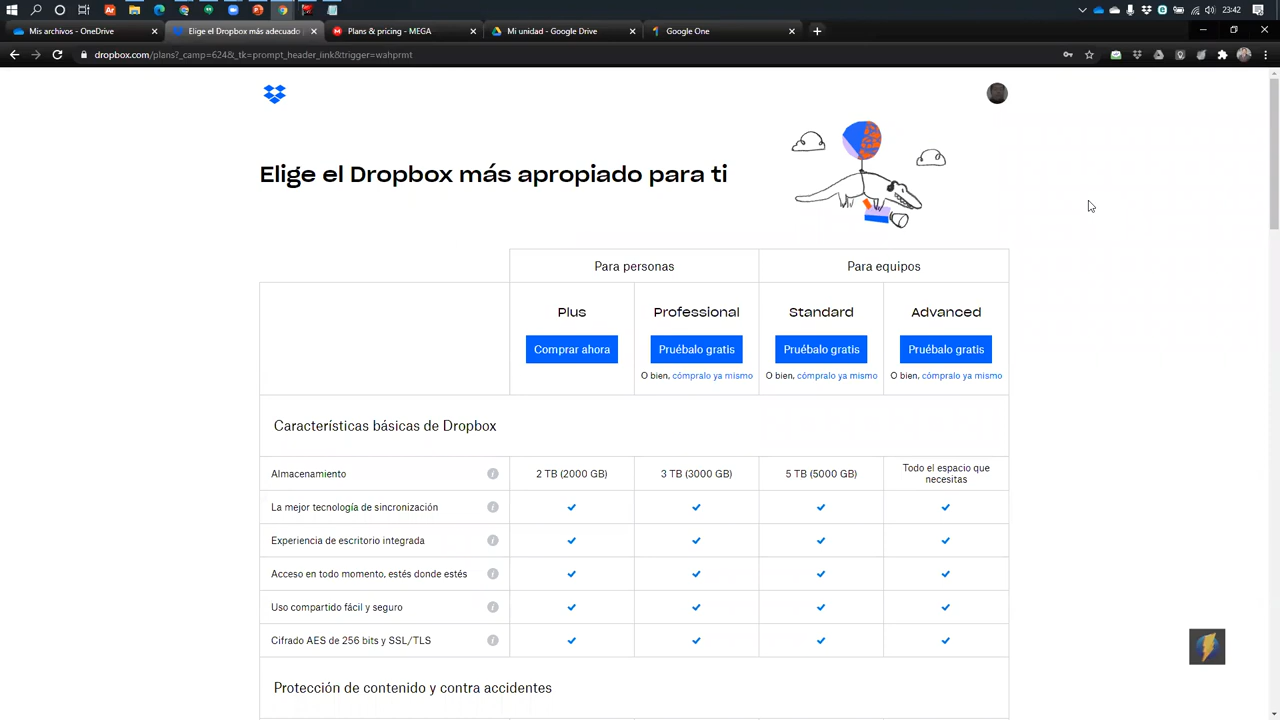 23:42
Mis archivos - OneDrive
Elige el Dropbox más adecuado
Plans & pricing - MEGA
Mi unidad - Google Drive
Google One
dropbox.com/plans?_camp=624&_tk=prompt_header_link&trigger=wahprmt
Elige el Dropbox más apropiado para ti
Para personas
Para equipos
Plus
Professional
Standard
Advanced
Comprar ahora
Pruébalo gratis
Pruébalo gratis
Pruébalo gratis
O bien, cómpralo ya mismo
O bien, cómpralo ya mismo
O bien, cómpralo ya mismo
Características básicas de Dropbox
Almacenamiento
2 TB (2000 GB)
3 TB (3000 GB)
5 TB (5000 GB)
Todo el espacio que
necesitas
La mejor tecnología de sincronización
Experiencia de escritorio integrada
Acceso en todo momento, estés donde estés
Uso compartido fácil y seguro
Cifrado AES de 256 bits y SSL/TLS
Protección de contenido y contra accidentes